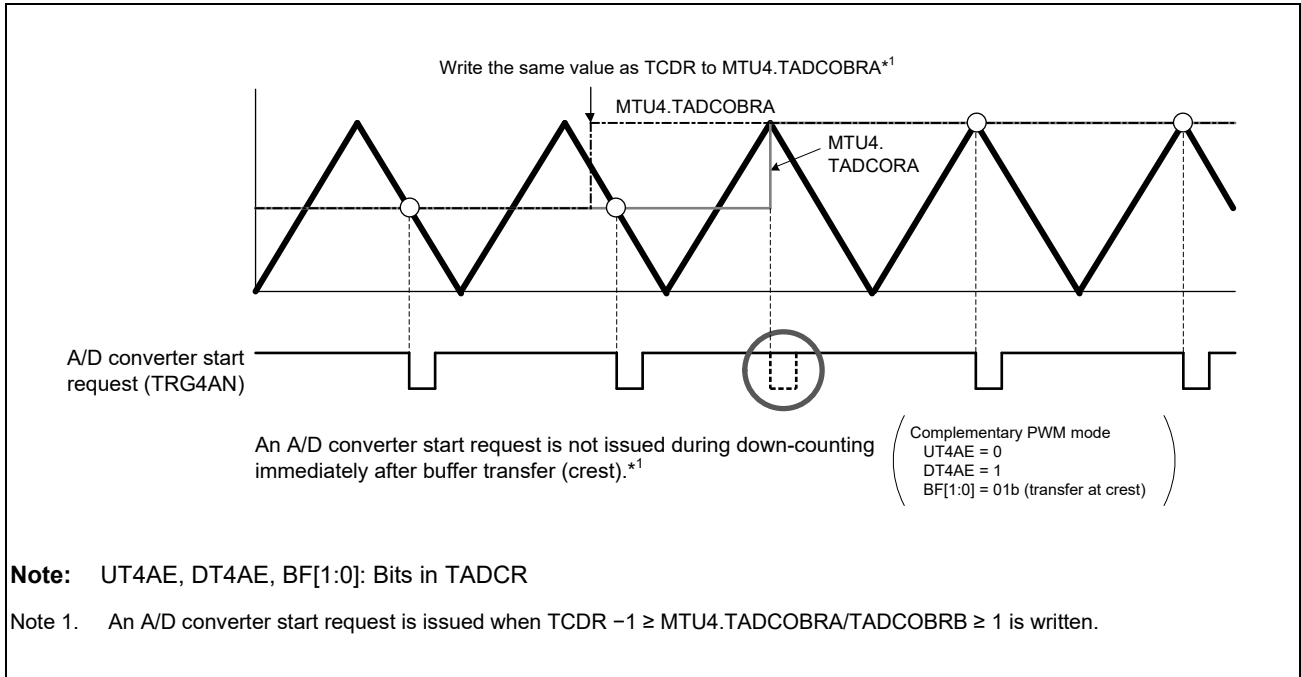 Write the same value as TCDR to MTU4.TADCOBRA*1
MTU4.TADCOBRA
MTU4.
TADCORA
A/D converter start
request (TRG4AN)
An A/D converter start request is not issued during down-counting
immediately after buffer transfer (crest).*1
Complementary PWM mode
UT4AE = 0
DT4AE = 1
BF[1:0] = 01b (transfer at crest)
Note: UT4AE, DT4AE, BF[1:0]: Bits in TADCR
Note 1. An A/D converter start request is issued when TCDR −1 ≥ MTU4.TADCOBRA/TADCOBRB ≥ 1 is written.